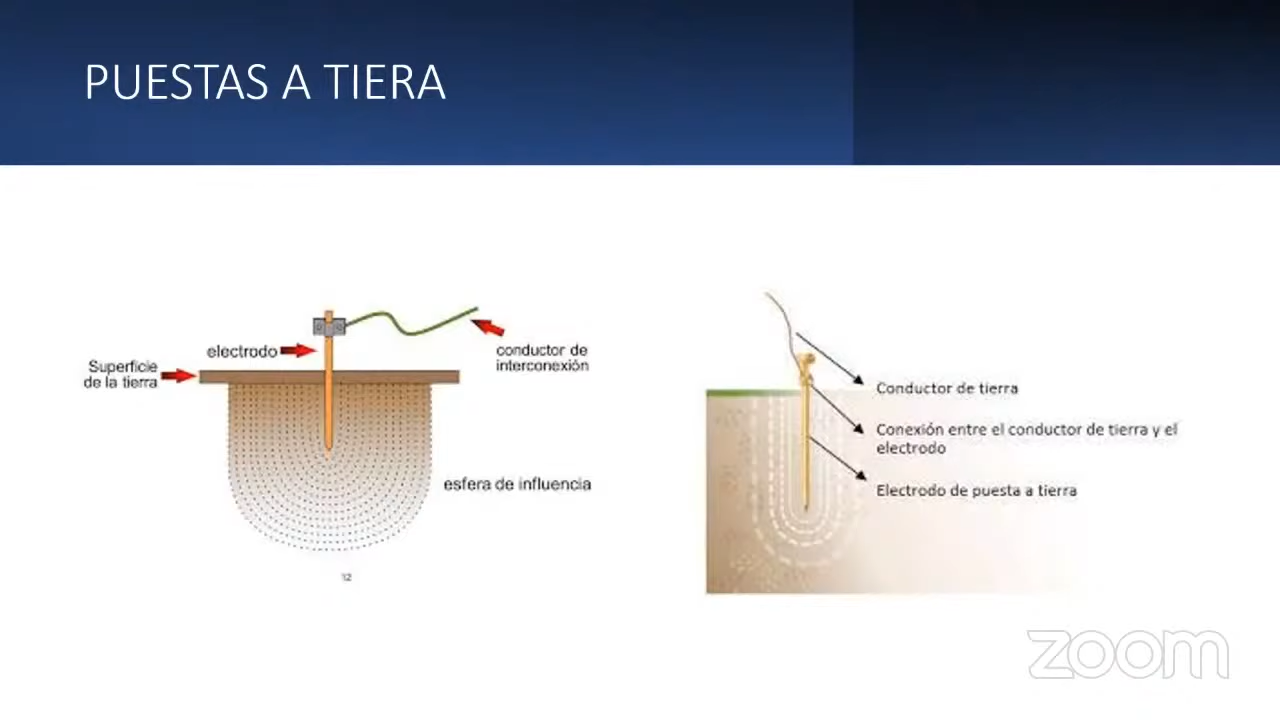 PUESTAS A TIERA
electrodo
Superficie
de la tierra
conductor de
interconexión
esfera de influencia
12
Conductor de tierra
Conexión entre el conductor de tierra y el
electrodo
Electrodo de puesta a tierra
zoom